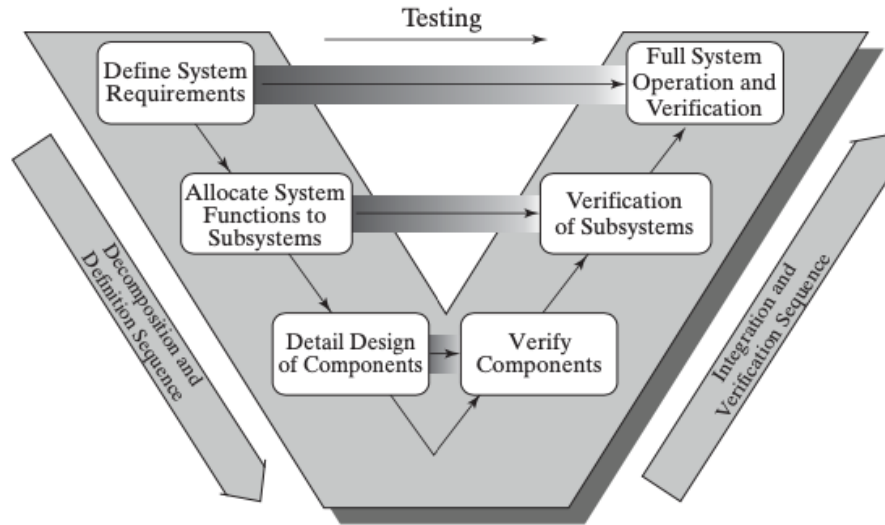 Testing
Define System
Requirements
Full System
Operation and
Verification
Allocate System
Functions to
Subsystems
Verification
of Subsystems
Detail Design
of Components
Verify
Components
Decomposition and
Definition Sequence
Integration and
Verification Sequence